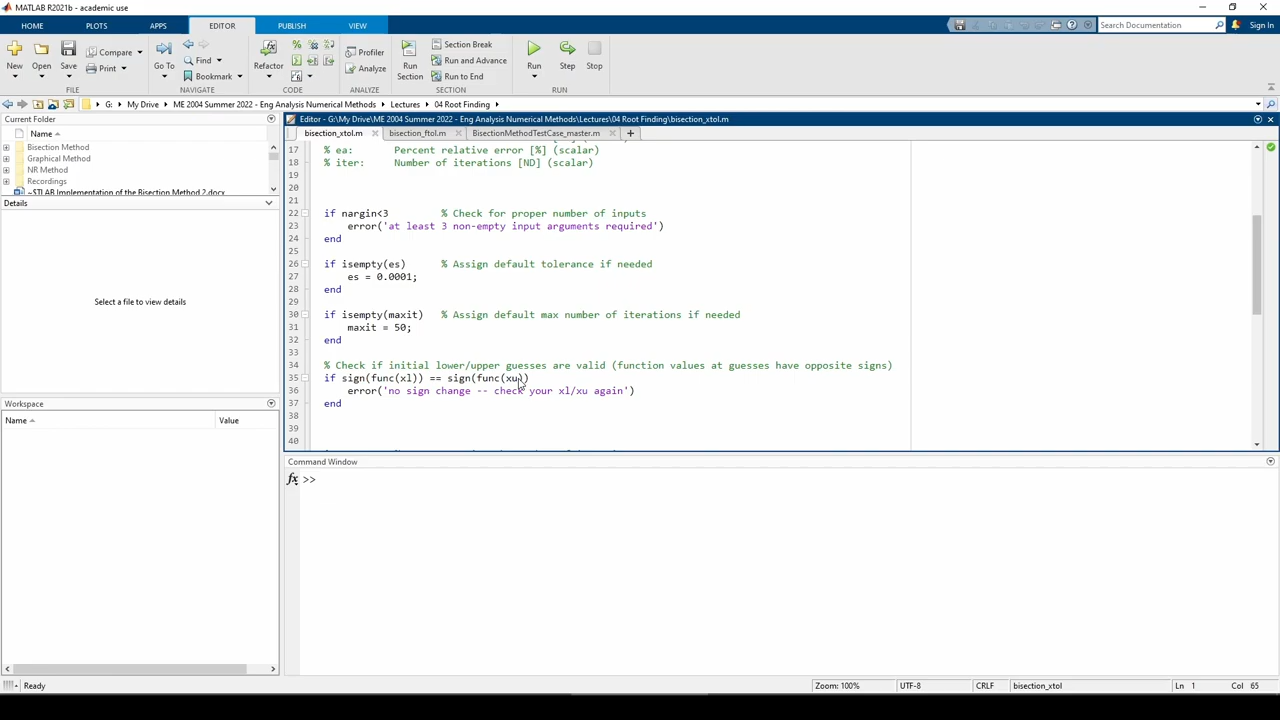 MATLAB R2021b - academic use
HOME PLOTS APPS EDITOR PUBLISH VIEW
Search Documentation
Sign In
New Open Save Compare Print
Go To Find Bookmark
Refactor
Profiler Analyze
Run Section
Section Break
Run and Advance
Run to End
Run Step Stop
FILE NAVIGATE CODE ANALYZE SECTION RUN
G: My Drive ME 2004 Summer 2022 - Eng Analysis Numerical Methods Lectures 04 Root Finding
Current Folder
Name
Bisection Method
Graphical Method
NR Method
Recordings
~STLAB Implementation of the Bisection Method 2.docx
Details
Select a file to view details
Workspace
Name Value
Editor - G:\My Drive\ME 2004 Summer 2022 - Eng Analysis Numerical Methods\Lectures\04 Root Finding\bisection_xtol.m
bisection_xtol.m bisection_ftol.m BisectionMethodTestCase_master.m
17 % ea: Percent relative error [%] (scalar)
18 % iter: Number of iterations [ND] (scalar)
19
20
21
22 if nargin<3 % Check for proper number of inputs
23 error('at least 3 non-empty input arguments required')
24 end
25
26 if isempty(es) % Assign default tolerance if needed
27 es = 0.0001;
28 end
29
30 if isempty(maxit) % Assign default max number of iterations if needed
31 maxit = 50;
32 end
33
34 % Check if initial lower/upper guesses are valid (function values at guesses have opposite signs)
35 if sign(func(xl)) == sign(func(xu))
36 error('no sign change -- check your xl/xu again')
37 end
38
39
40
Command Window
fx >>
Ready
Zoom: 100% UTF-8 CRLF bisection_xtol Ln 1 Col 65